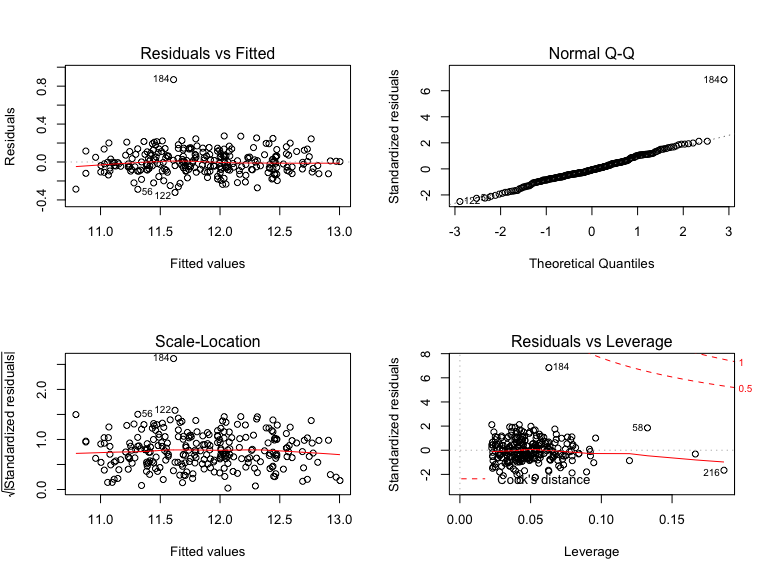 Residuals vs Fitted
Residuals
-0.4 0.0 0.4 0.8
184
56
122
11.0 11.5 12.0 12.5 13.0
Fitted values
Normal Q-Q
Standardized residuals
-2 0 2 4 6
184
122
-3 -2 -1 0 1 2 3
Theoretical Quantiles
Scale-Location
√|Standardized residuals|
0.0 1.0 2.0
184
56
122
11.0 11.5 12.0 12.5 13.0
Fitted values
Residuals vs Leverage
Standardized residuals
-2 0 2 4 6 8
184
58
216
1
0.5
Cook's distance
0.00 0.05 0.10 0.15
Leverage